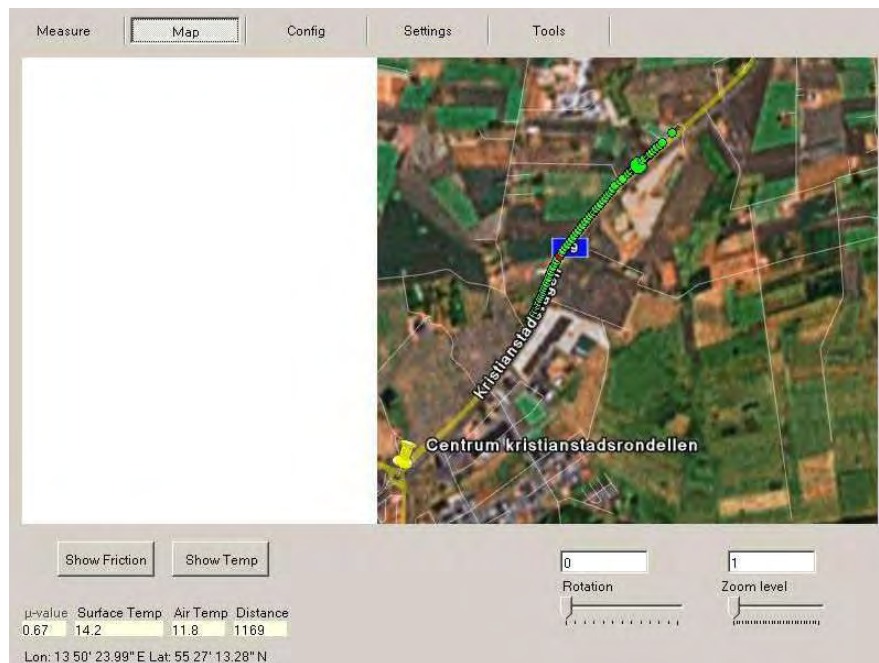 Measure Map Config Settings Tools
9
Kristianstadsvägen
Centrum kristianstadsrondellen
Show Friction Show Temp
0 1
Rotation Zoom level
μ-value Surface Temp Air Temp Distance
0.67 14.2 11.8 1169
Lon: 13 50' 23.99" E Lat: 55 27' 13.28" N